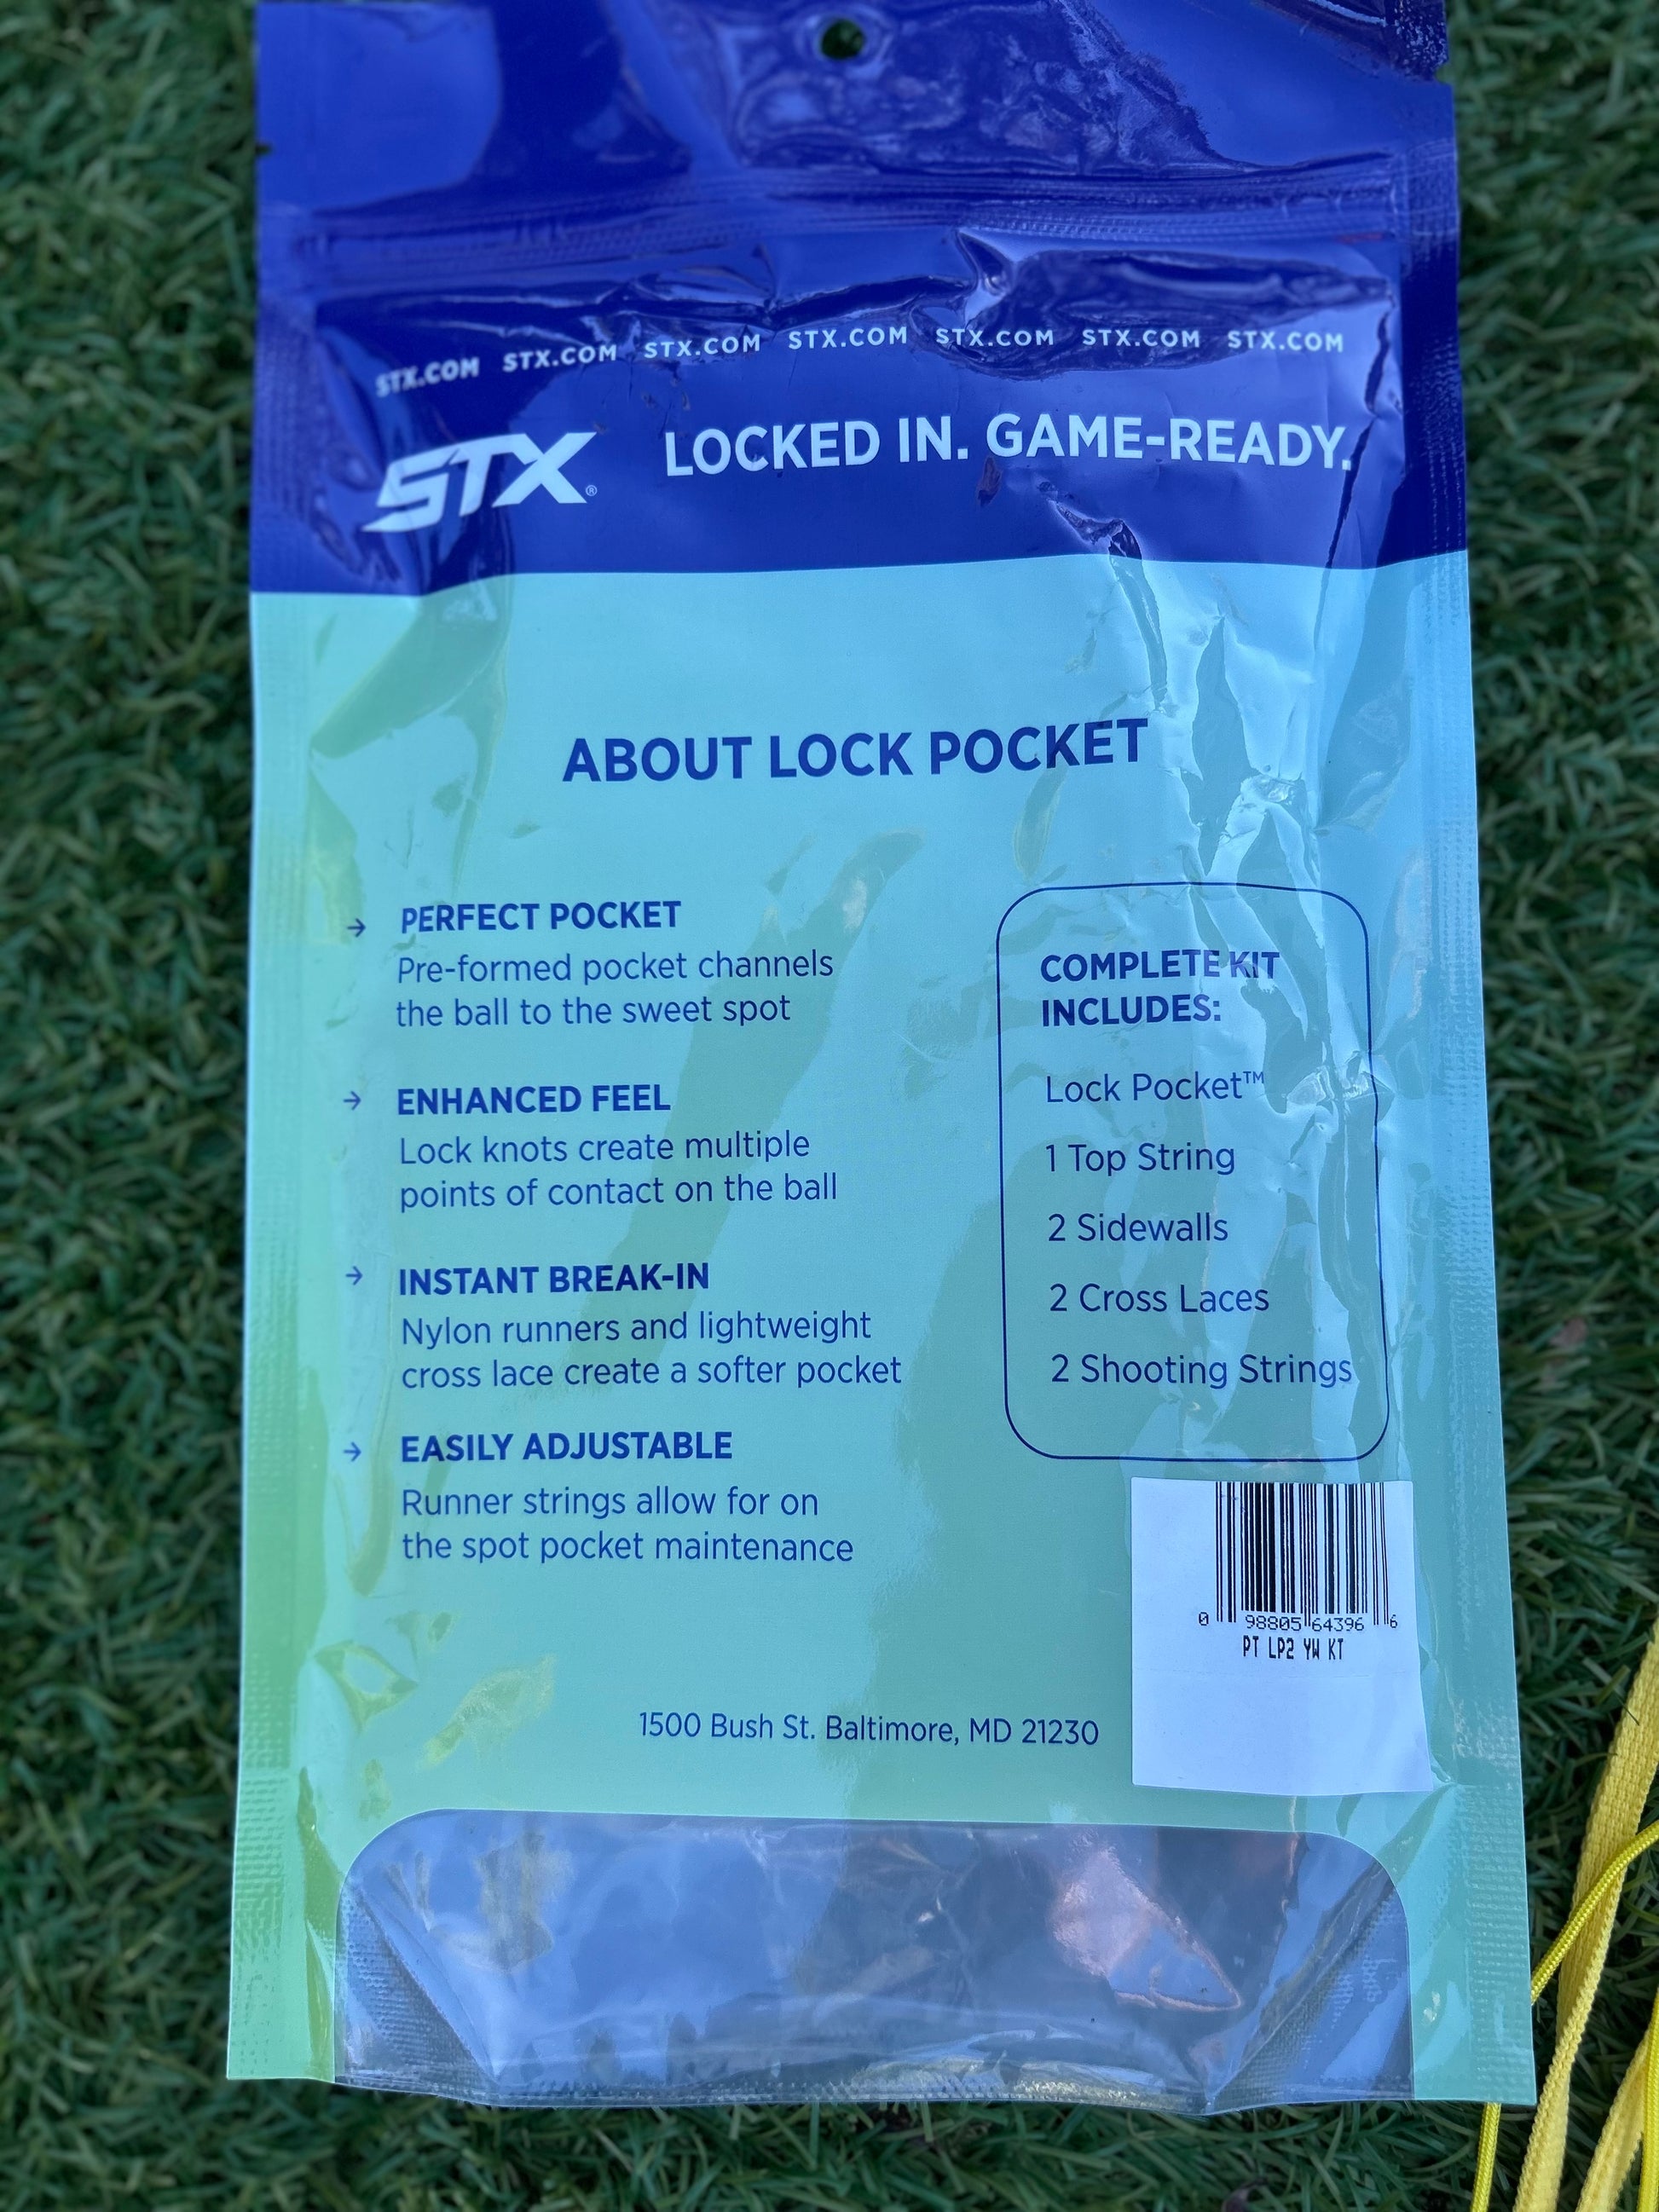 STX.COM STX.COM STX.COM STX.COM STX.COM STX.COM STX.COM
STX® LOCKED IN. GAME-READY.
ABOUT LOCK POCKET
→ PERFECT POCKET
Pre-formed pocket channels
the ball to the sweet spot
→ ENHANCED FEEL
Lock knots create multiple
points of contact on the ball
→ INSTANT BREAK-IN
Nylon runners and lightweight
cross lace create a softer pocket
→ EASILY ADJUSTABLE
Runner strings allow for on
the spot pocket maintenance
COMPLETE KIT
INCLUDES:
Lock Pocket™
1 Top String
2 Sidewalls
2 Cross Laces
2 Shooting Strings
0 98805 64396 6
PT LP2 YW KT
1500 Bush St. Baltimore, MD 21230